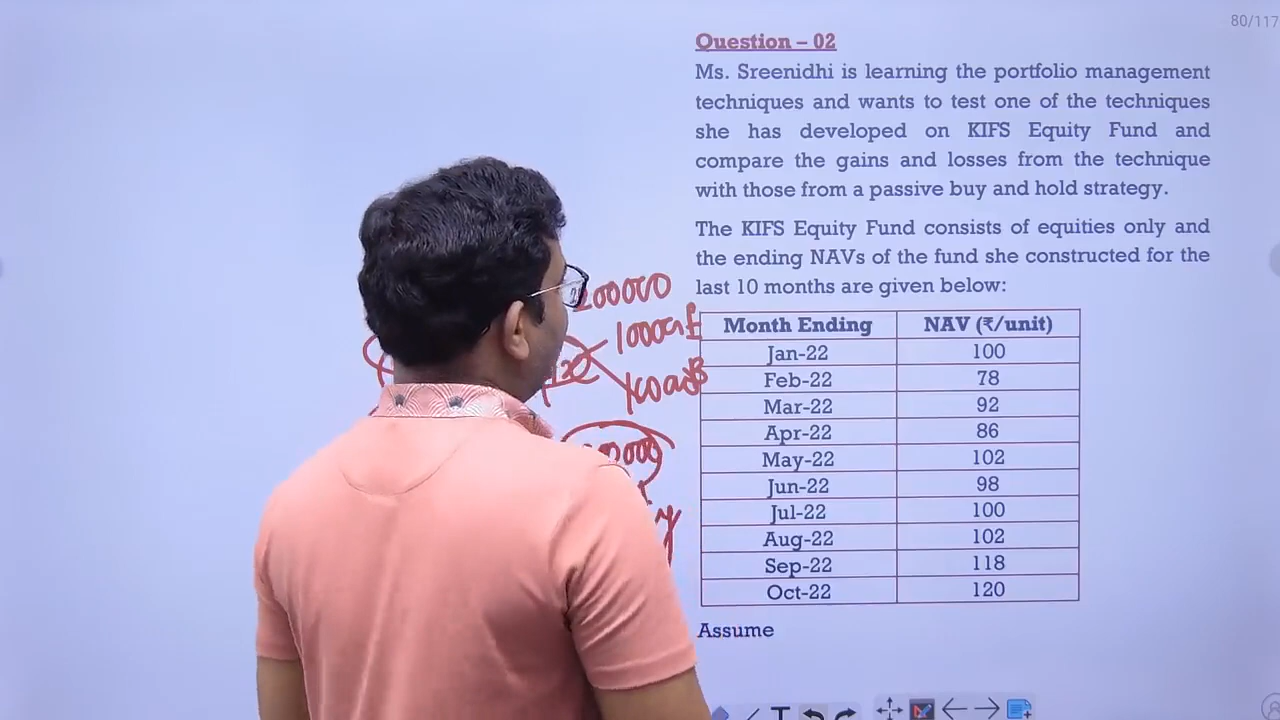 80/117
Question – 02
Ms. Sreenidhi is learning the portfolio management
techniques and wants to test one of the techniques
she has developed on KIFS Equity Fund and
compare the gains and losses from the technique
with those from a passive buy and hold strategy.
The KIFS Equity Fund consists of equities only and
the ending NAVs of the fund she constructed for the
last 10 months are given below:
Month Ending NAV (₹/unit)
Jan-22 100
Feb-22 78
Mar-22 92
Apr-22 86
May-22 102
Jun-22 98
Jul-22 100
Aug-22 102
Sep-22 118
Oct-22 120
Assume